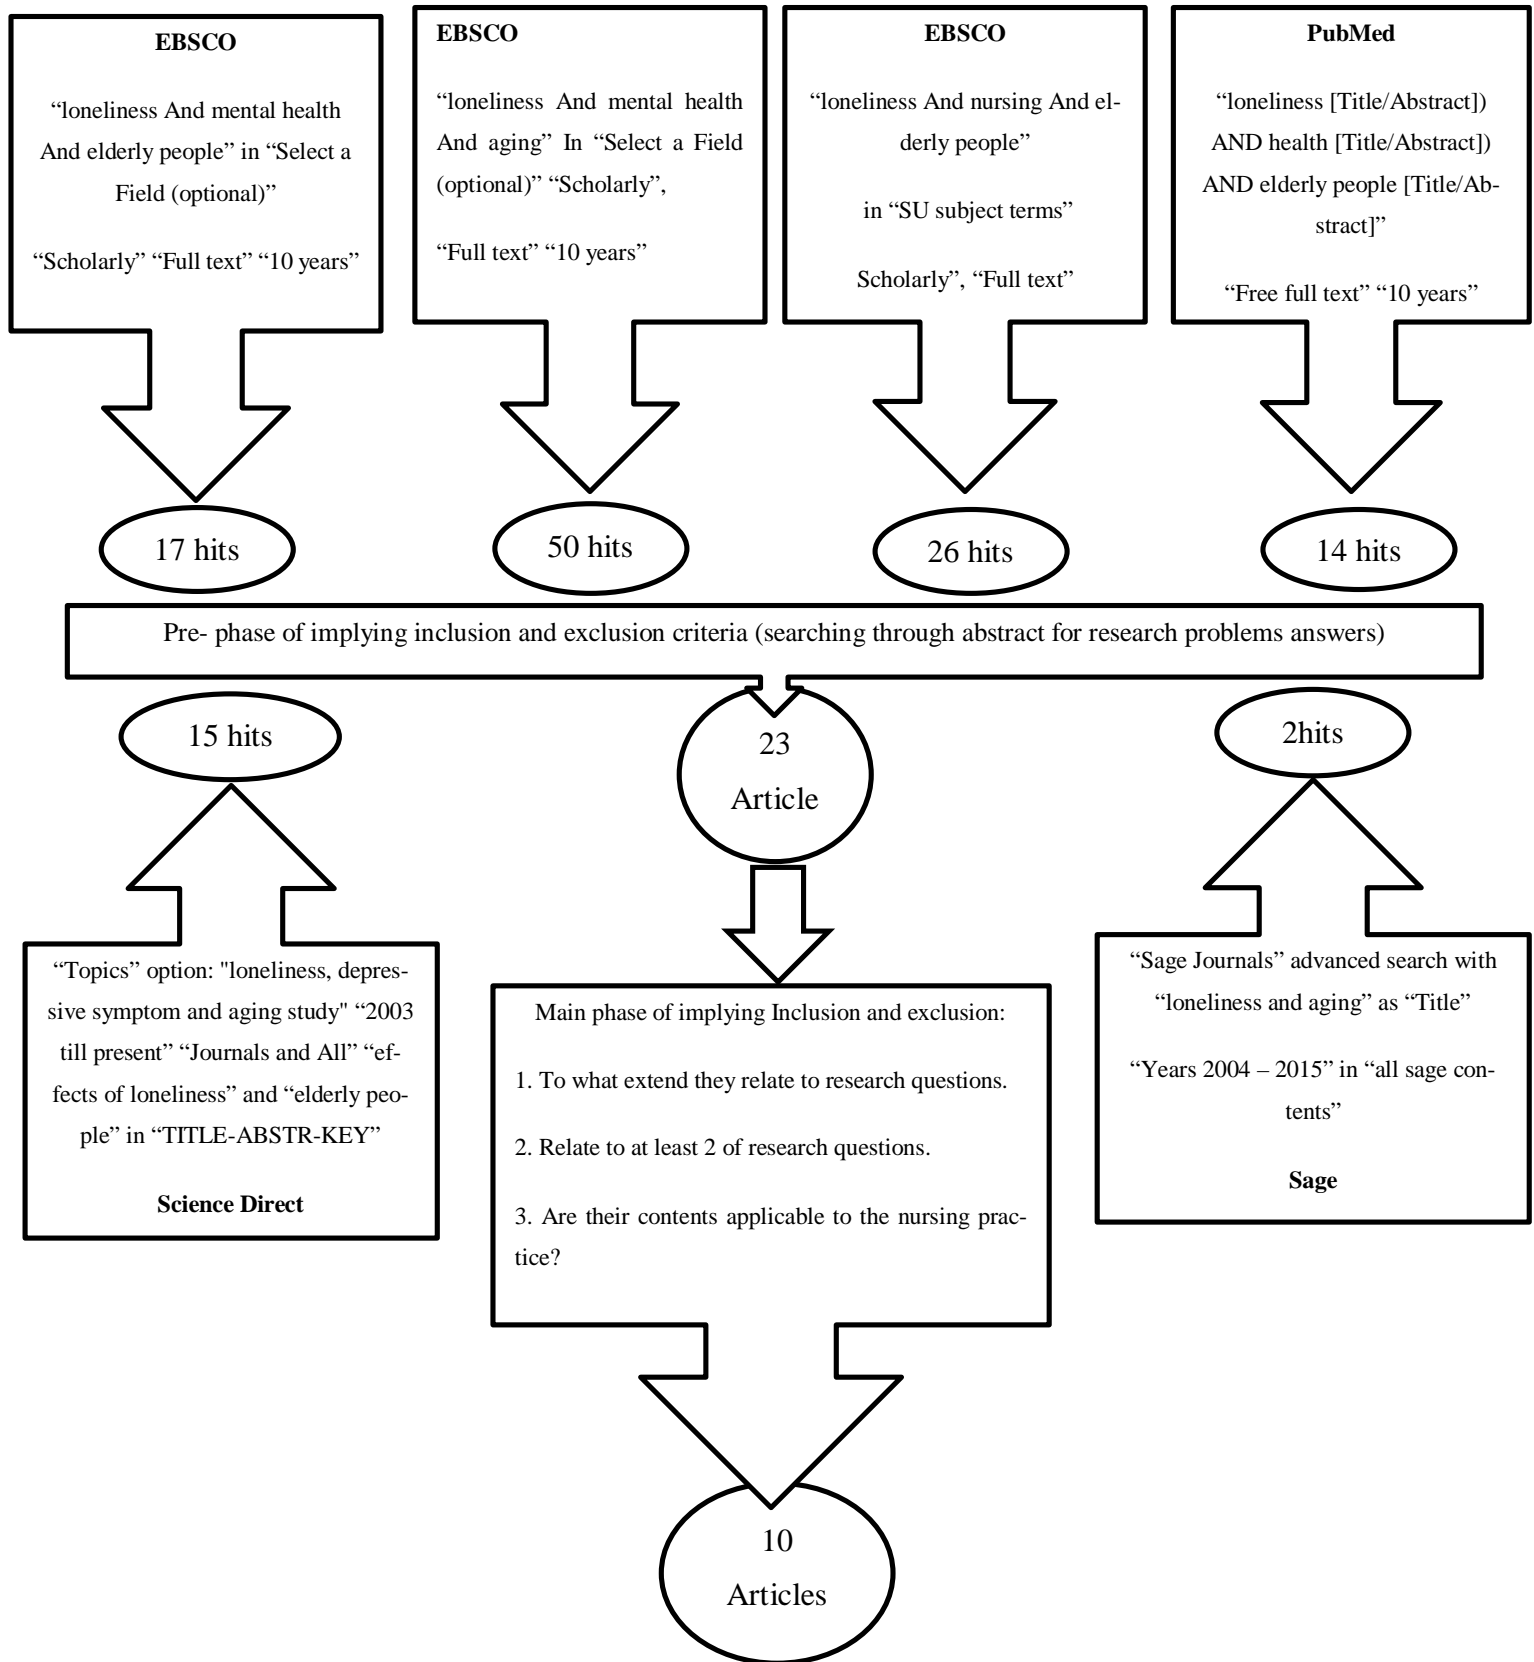 EBSCO
“loneliness And mental health
And elderly people” in “Select a
Field (optional)”
“Scholarly” “Full text” “10 years”
EBSCO
“loneliness And mental health
And aging” In “Select a Field
(optional)” “Scholarly”,
“Full text” “10 years”
EBSCO
“loneliness And nursing And el-
derly people”
in “SU subject terms”
Scholarly”, “Full text”
PubMed
“loneliness [Title/Abstract])
AND health [Title/Abstract])
AND elderly people [Title/Ab-
stract]”
“Free full text” “10 years”
17 hits
50 hits
26 hits
14 hits
Pre- phase of implying inclusion and exclusion criteria (searching through abstract for research problems answers)
15 hits
23
Article
2hits
“Topics” option: "loneliness, depres-
sive symptom and aging study" “2003
till present” “Journals and All” “ef-
fects of loneliness” and “elderly peo-
ple” in “TITLE-ABSTR-KEY”
Science Direct
Main phase of implying Inclusion and exclusion:
1. To what extend they relate to research questions.
2. Relate to at least 2 of research questions.
3. Are their contents applicable to the nursing prac-
tice?
“Sage Journals” advanced search with
“loneliness and aging” as “Title”
“Years 2004 – 2015” in “all sage con-
tents”
Sage
10
Articles